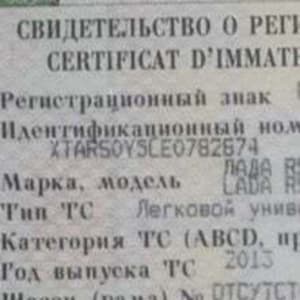 СВИДЕТЕЛЬСТВО О РЕГИ
CERTIFICAT D'IMMATR
Регистрационный знак
Идентификационный ном
XTARS0Y5CE0782674
ЛАДА R
Марка, модель LADA R
Тип ТС Легковой униве
Категория ТС (ABCD, пр
Год выпуска ТС 2013
Шасси (рама) № ОТСУТСТ